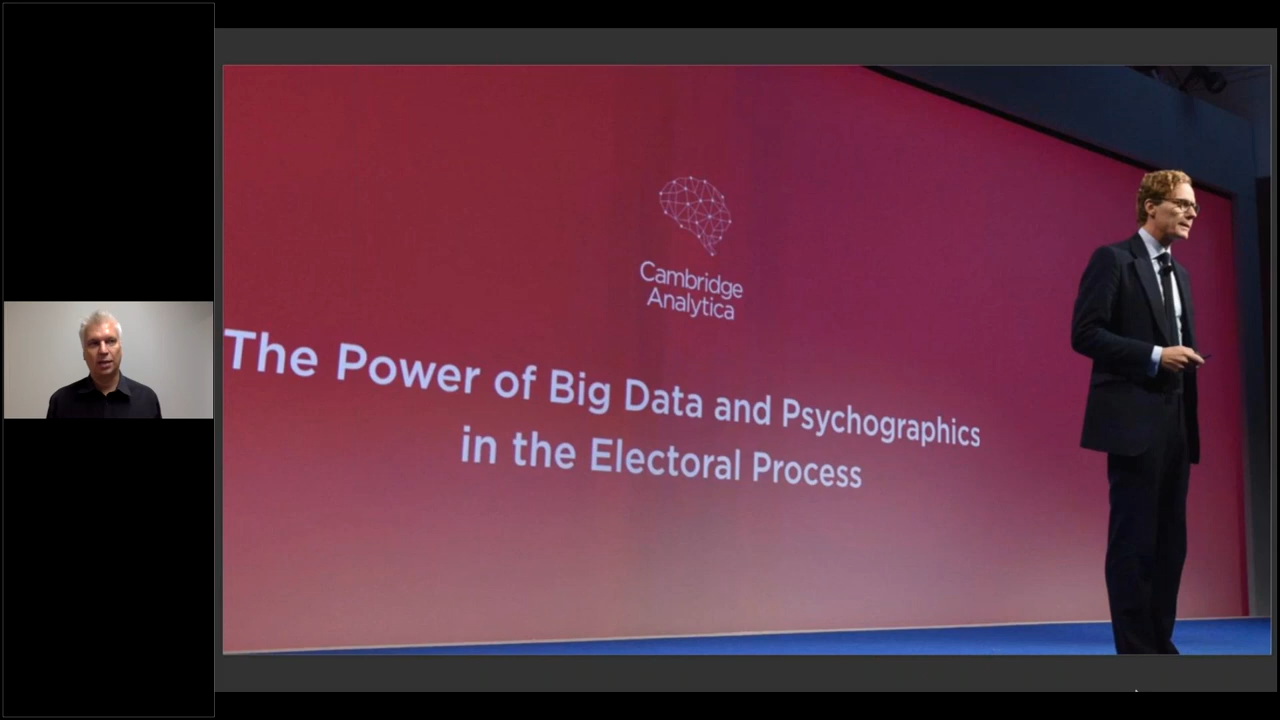 Cambridge
Analytica
The Power of Big Data and Psychographics
in the Electoral Process